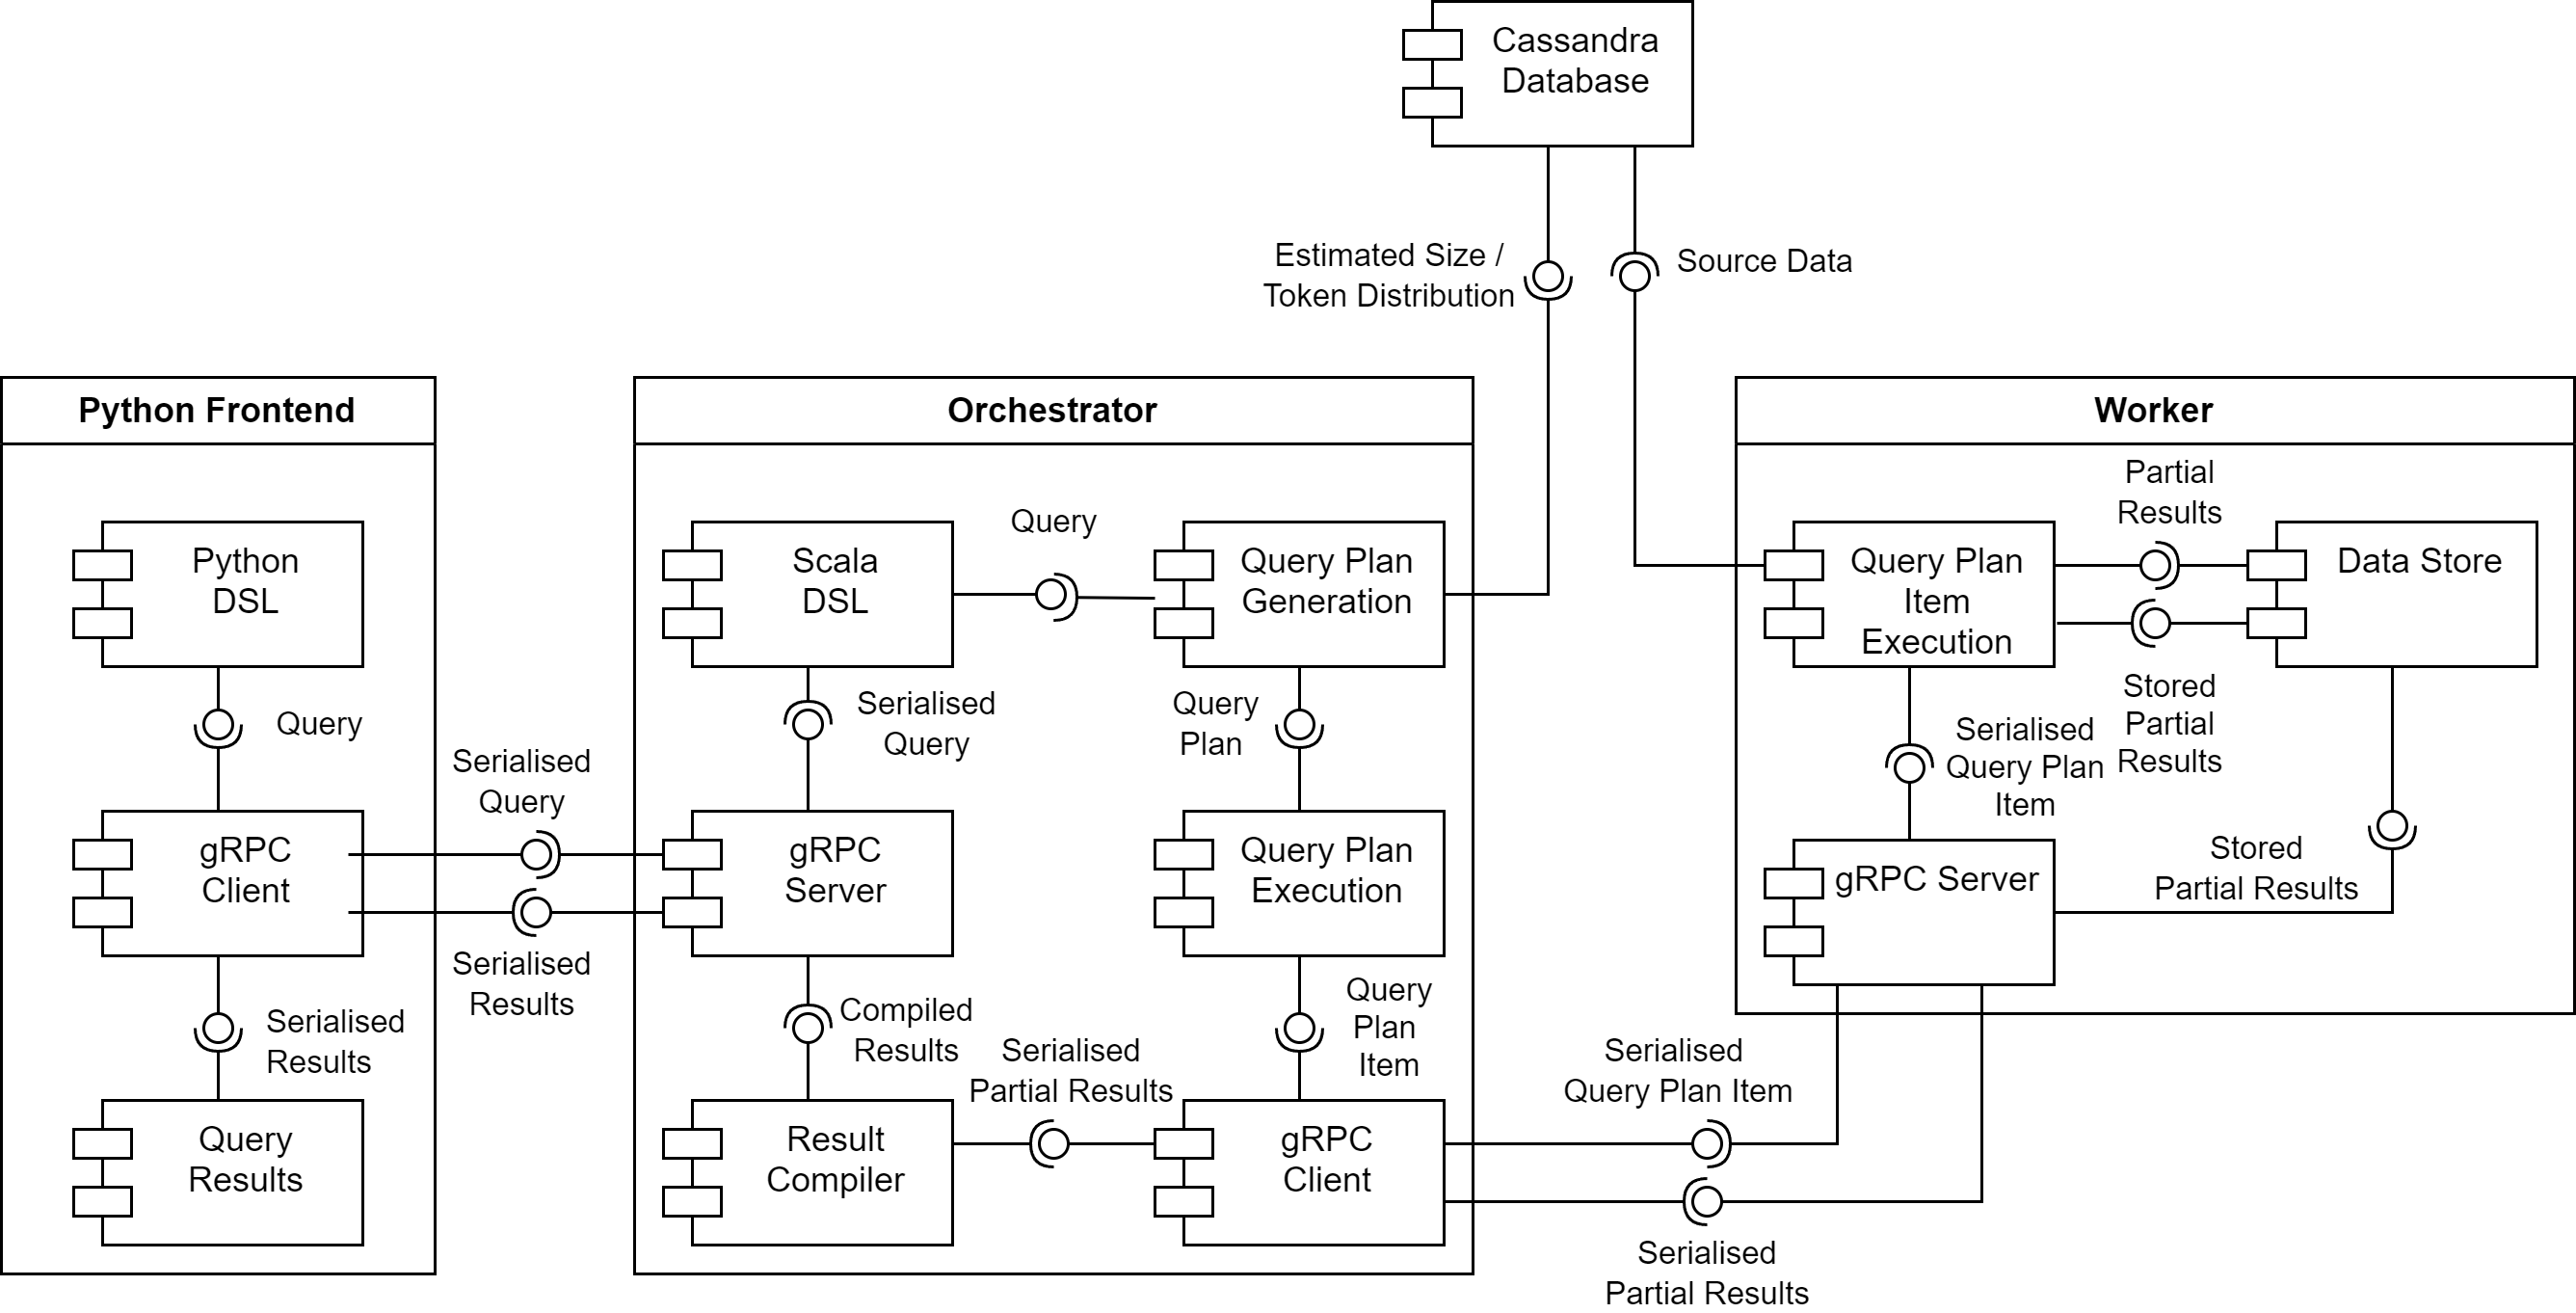 Cassandra
Database
Estimated Size /
Token Distribution
Source Data
Python Frontend
Python
DSL
Query
gRPC
Client
Serialised
Results
Query
Results
Serialised
Query
Serialised
Results
Orchestrator
Scala
DSL
Query
Query Plan
Generation
Serialised
Query
Query
Plan
gRPC
Server
Query Plan
Execution
Compiled
Results
Serialised
Partial Results
Query
Plan
Item
Result
Compiler
gRPC
Client
Serialised
Query Plan Item
Serialised
Partial Results
Worker
Query Plan
Item
Execution
Partial
Results
Data Store
Stored
Partial
Results
Serialised
Query Plan
Item
gRPC Server
Stored
Partial Results